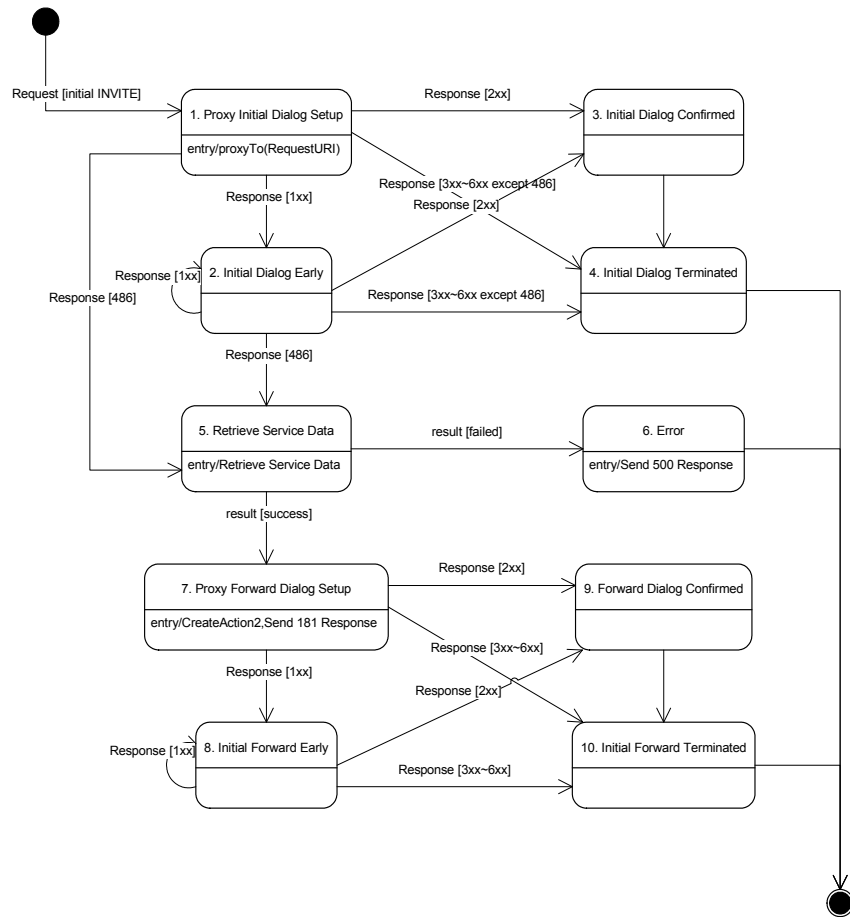 Request [initial INVITE]
1. Proxy Initial Dialog Setup
entry/proxyTo(RequestURI)
Response [2xx]
3. Initial Dialog Confirmed
Response [3xx~6xx except 486]
Response [2xx]
Response [1xx]
Response [1xx]
2. Initial Dialog Early
4. Initial Dialog Terminated
Response [486]
Response [3xx~6xx except 486]
Response [486]
5. Retrieve Service Data
entry/Retrieve Service Data
result [failed]
6. Error
entry/Send 500 Response
result [success]
7. Proxy Forward Dialog Setup
entry/CreateAction2,Send 181 Response
Response [2xx]
9. Forward Dialog Confirmed
Response [3xx~6xx]
Response [1xx]
Response [2xx]
Response [1xx]
8. Initial Forward Early
10. Initial Forward Terminated
Response [3xx~6xx]